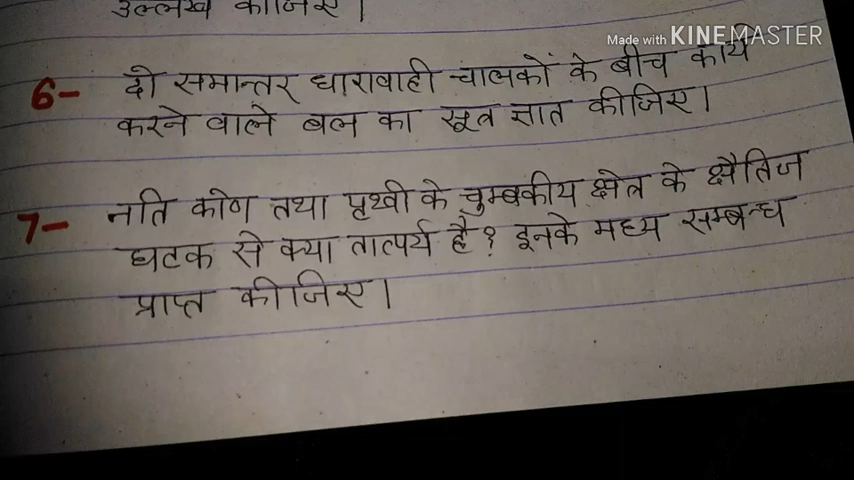 उल्लेख कीजिए।
Made with KINEMASTER
6- दो समान्तर धारावाही चालकों के बीच कार्य
करने वाले बल का सूत्र ज्ञात कीजिए।
7- नति कोण तथा पृथ्वी के चुम्बकीय क्षेत्र के क्षैतिज
घटक से क्या तात्पर्य है? इनके मध्य सम्बन्ध
प्राप्त कीजिए।